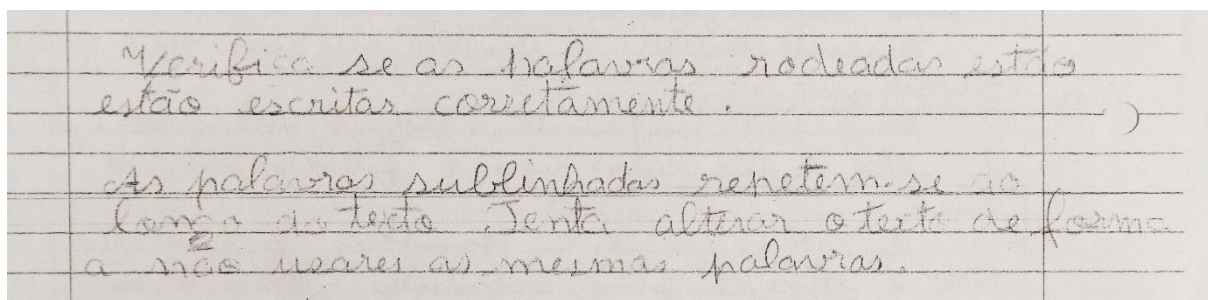 Verifica se as palavras rodeadas estão
estão escritas corretamente.
As palavras sublinhadas repetem-se ao
longo do texto. Tenta alterar o texto de forma
a não usares as mesmas palavras.